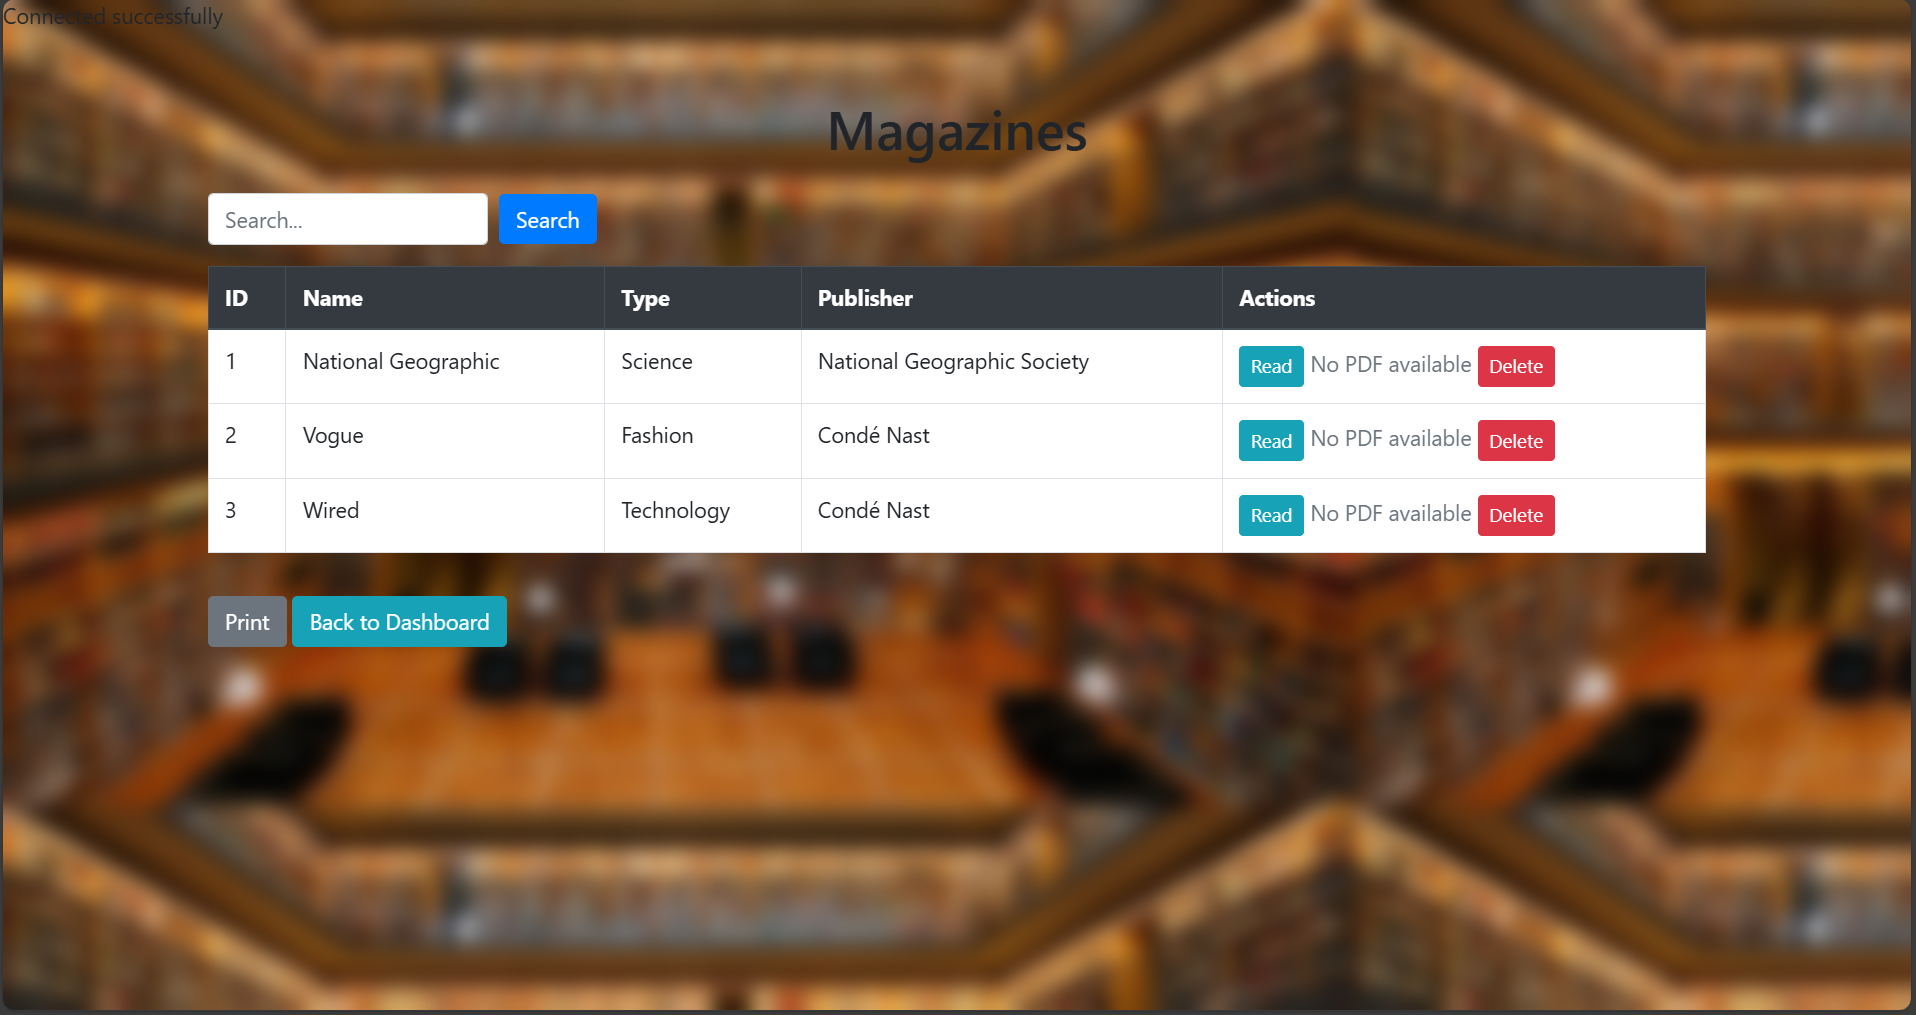 Connected successfully
Magazines
Search... Search
ID Name Type Publisher Actions
1 National Geographic Science National Geographic Society Read No PDF available Delete
2 Vogue Fashion Condé Nast Read No PDF available Delete
3 Wired Technology Condé Nast Read No PDF available Delete
Print Back to Dashboard